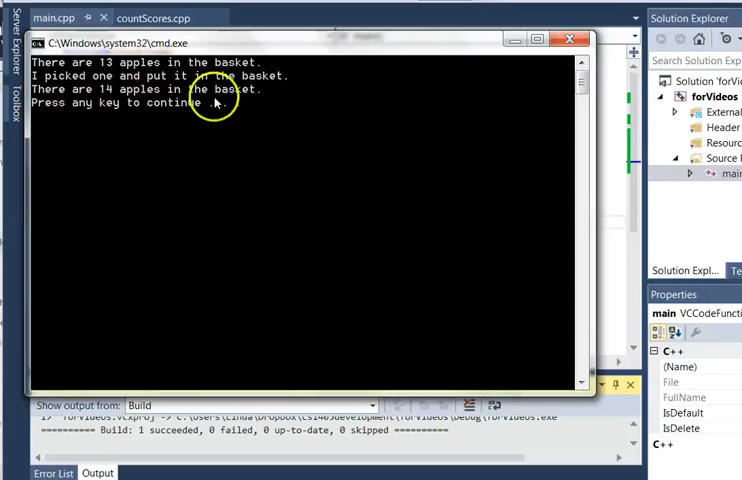 main.cpp
countScores.cpp
Solution Explorer
Server Explorer
Toolbox
C:\Windows\system32\cmd.exe
There are 13 apples in the basket.
I picked one and put it in the basket.
There are 14 apples in the basket.
Press any key to continue . . .
Search Solution Explorer
Solution 'forV
forVideos
External
Header
Resourc
Source F
main
Solution Expl...
Te
Properties
main VCCodeFuncti
C++
(Name)
File
FullName
IsDefault
IsDelete
C++
Show output from:
Build
========== Build: 1 succeeded, 0 failed, 0 up-to-date, 0 skipped ==========
Error List
Output